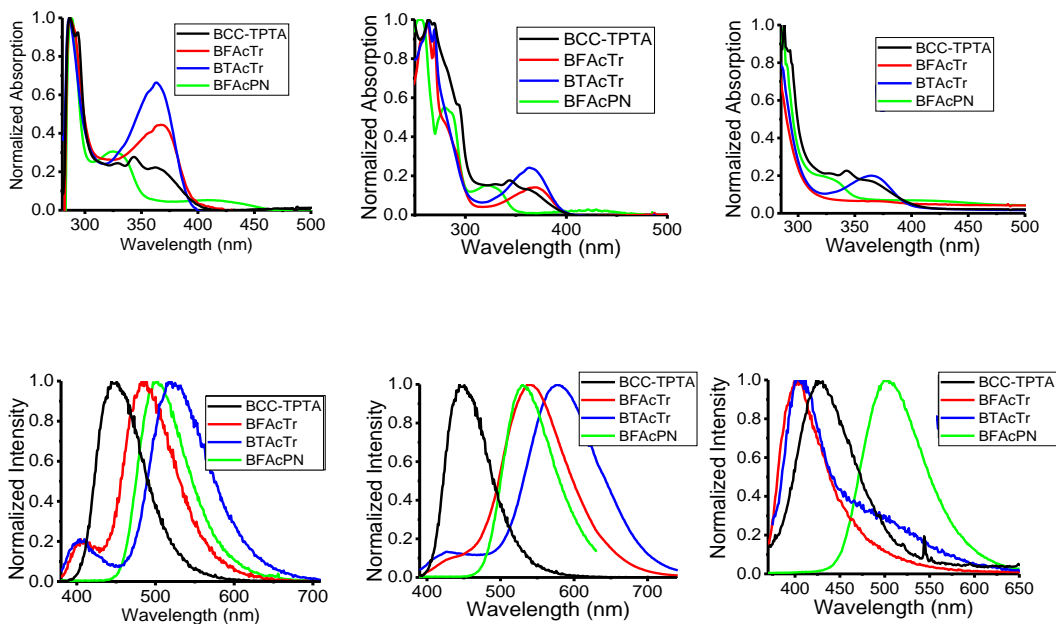 Normalized Absorption
1.0
0.8
0.6
0.4
0.2
0.0
300
350
400
450
500
Wavelength (nm)
BCC-TPTA
BFAcTr
BTAcTr
BFAcPN
Normalized Absorption
1.0
0.8
0.6
0.4
0.2
0.0
300
400
500
Wavelength (nm)
BCC-TPTA
BFAcTr
BTAcTr
BFAcPN
Normalized Absorption
1.0
0.8
0.6
0.4
0.2
0.0
300
350
400
450
500
Wavelength (nm)
BCC-TPTA
BFAcTr
BTAcTr
BFAcPN
Normalized Intensity
1.0
0.8
0.6
0.4
0.2
0.0
400
500
600
700
Wavelength (nm)
BCC-TPTA
BFAcTr
BTAcTr
BFAcPN
Normalized Intensity
1.0
0.8
0.6
0.4
0.2
0.0
400
500
600
700
Wavelength (nm)
BCC-TPTA
BFAcTr
BTAcTr
BFAcPN
Normalized Intensity
1.0
0.8
0.6
0.4
0.2
0.0
400
450
500
550
600
650
Wavelength (nm)
BCC-TPTA
BFAcTr
BTAcTr
BFAcPN